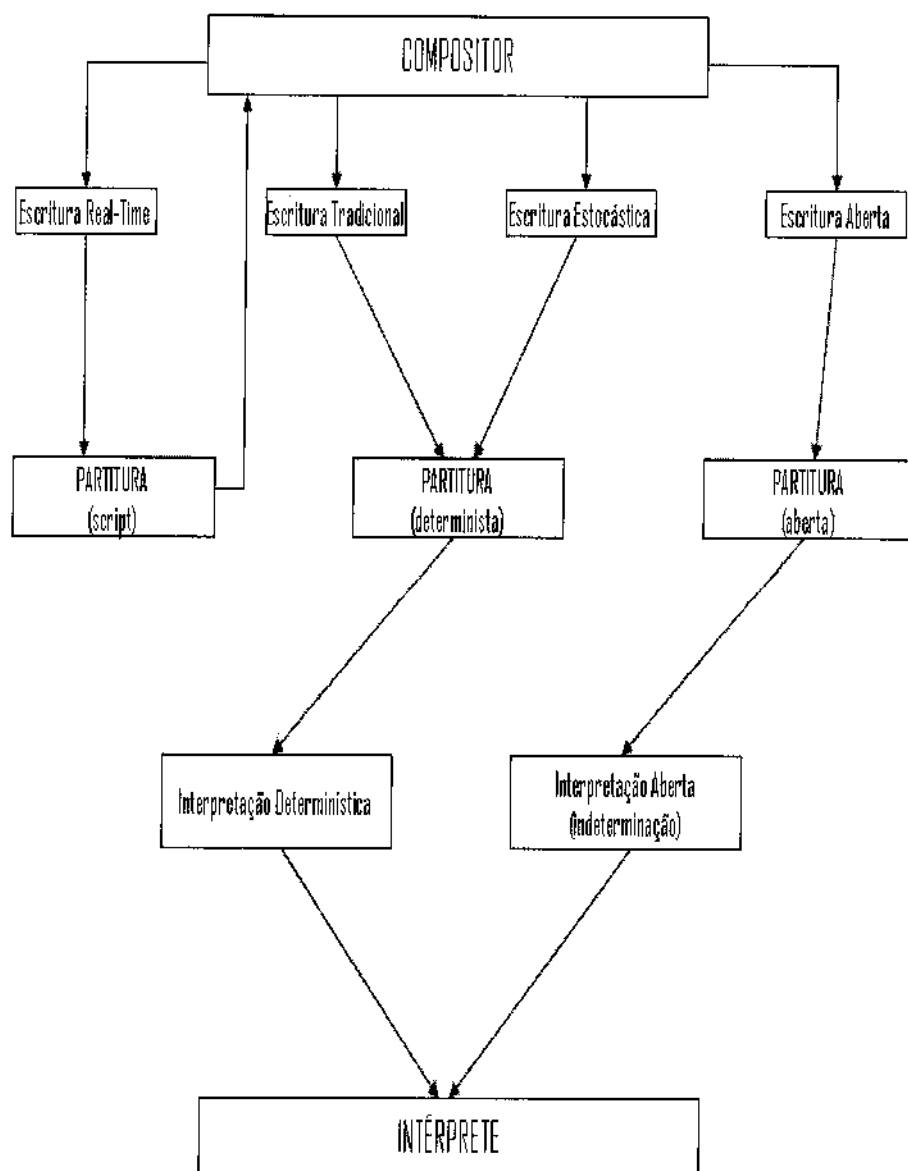 COMPOSITOR
Escritura Real-Time
Escritura Tradicional
Escritura Estocástica
Escritura Aberta
PARTITURA
(script)
PARTITURA
(determinista)
PARTITURA
(aberta)
Interpretação Determinística
Interpretação Aberta
(indeterminação)
INTÉRPRETE